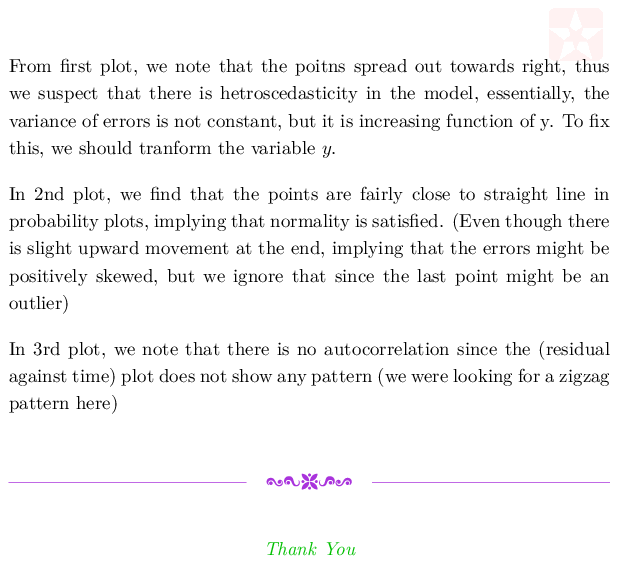 From first plot, we note that the poitns spread out towards right, thus
we suspect that there is hetroscedasticity in the model, essentially, the
variance of errors is not constant, but it is increasing function of y. To fix
this, we should tranform the variable y.
In 2nd plot, we find that the points are fairly close to straight line in
probability plots, implying that normality is satisfied. (Even though there
is slight upward movement at the end, implying that the errors might be
positively skewed, but we ignore that since the last point might be an
outlier)
In 3rd plot, we note that there is no autocorrelation since the (residual
against time) plot does not show any pattern (we were looking for a zigzag
pattern here)
Thank You